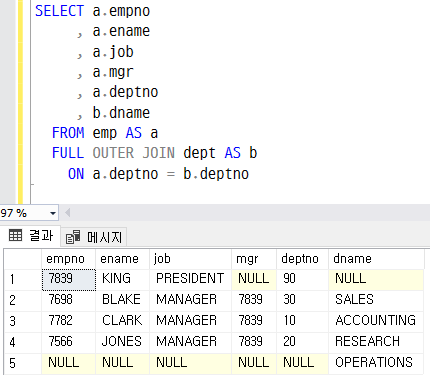 SELECT a.empno
, a.ename
, a.job
, a.mgr
, a.deptno
, b.dname
FROM emp AS a
FULL OUTER JOIN dept AS b
ON a.deptno = b.deptno
97 %
결과 메시지
empno ename job mgr deptno dname
1 7839 KING PRESIDENT NULL 90 NULL
2 7698 BLAKE MANAGER 7839 30 SALES
3 7782 CLARK MANAGER 7839 10 ACCOUNTING
4 7566 JONES MANAGER 7839 20 RESEARCH
5 NULL NULL NULL NULL NULL OPERATIONS